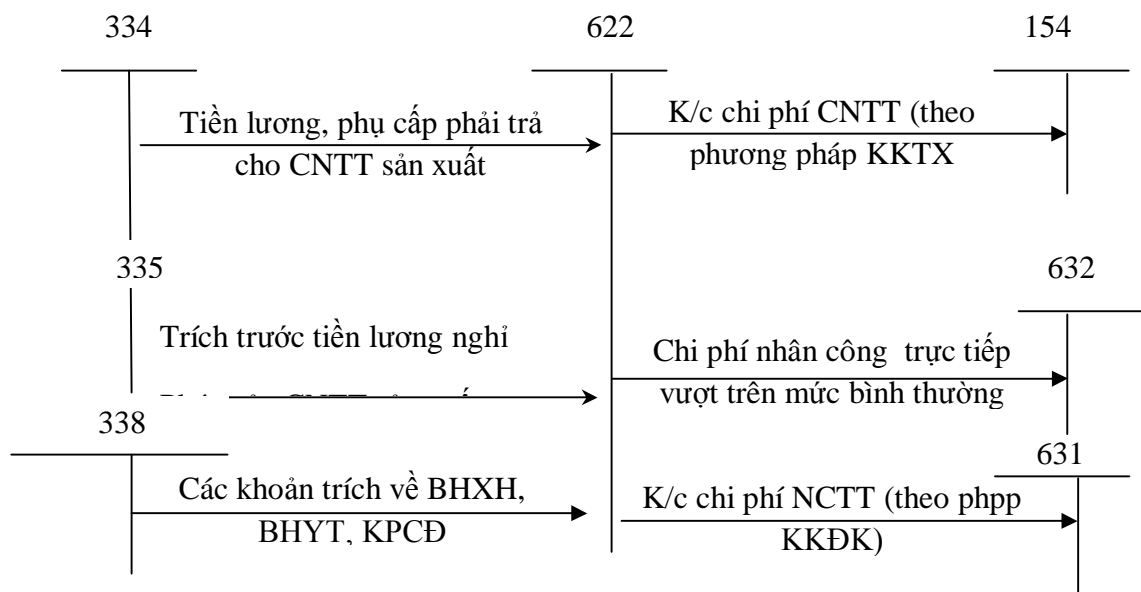 334
622
154
Tiền lương, phụ cấp phải trả
cho CNTT sản xuất
K/c chi phí CNTT (theo
phương pháp KKTX
335
632
Trích trước tiền lương nghỉ
Chi phí nhân công trực tiếp
vượt trên mức bình thường
338
631
Các khoản trích về BHXH,
BHYT, KPCĐ
K/c chi phí NCTT (theo phpp
KKĐK)